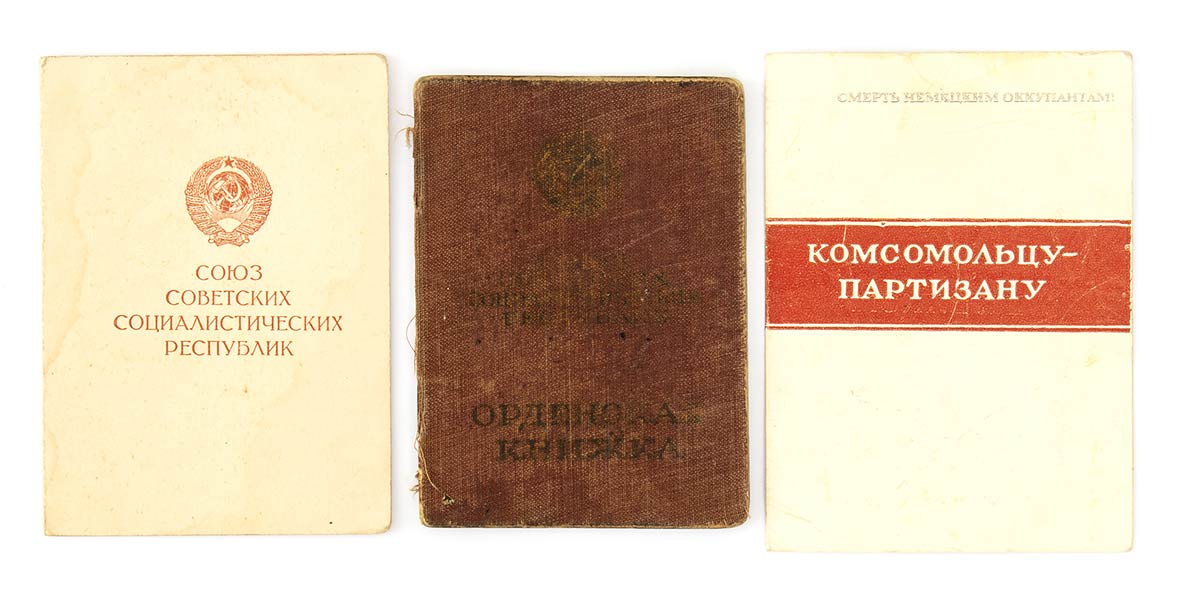 СОЮЗ
СОВЕТСКИХ
СОЦИАЛИСТИЧЕСКИХ
РЕСПУБЛИК
ОРДЕНСКАЯ
КНИЖКА
СМЕРТЬ НЕМЕЦКИМ ОККУПАНТАМ!
КОМСОМОЛЬЦУ-
ПАРТИЗАНУ